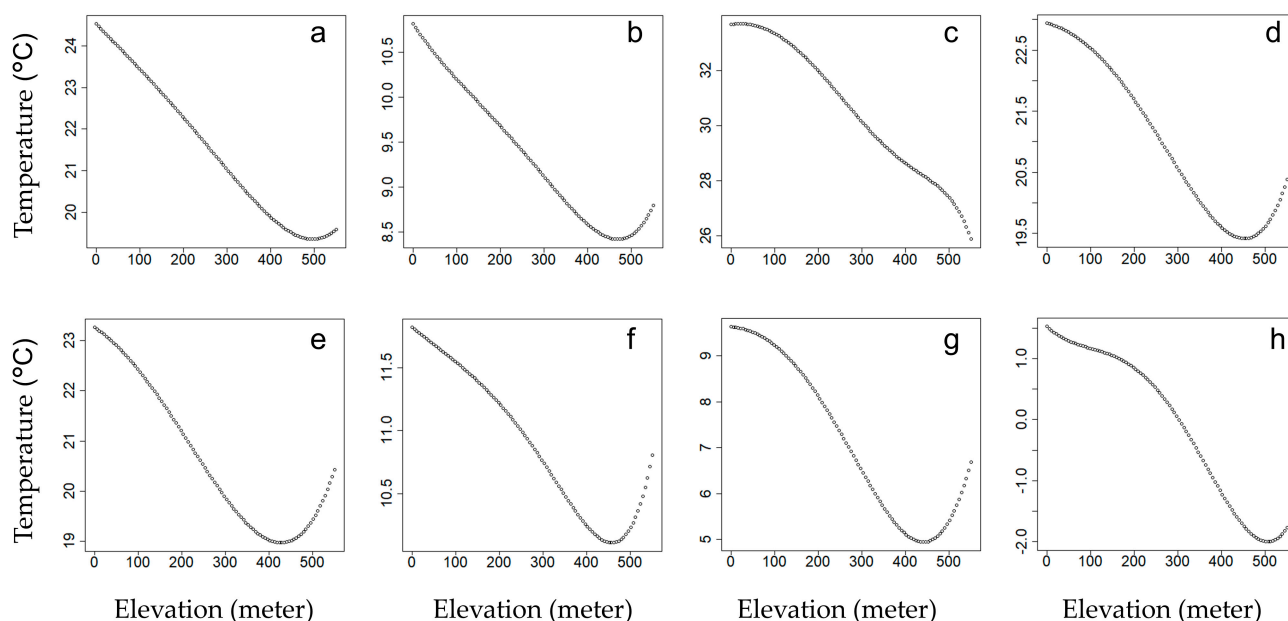 a
b
c
d
Temperature (°C)
24
23
22
21
20
10.5
10.0
9.5
9.0
8.5
32
30
28
26
22.5
21.5
20.5
19.5
0 100 200 300 400 500
0 100 200 300 400 500
0 100 200 300 400 500
0 100 200 300 400 500
e
f
g
h
Temperature (°C)
23
22
21
20
19
11.5
11.0
10.5
9
8
7
6
5
1.0
0.0
-1.0
-2.0
0 100 200 300 400 500
0 100 200 300 400 500
0 100 200 300 400 500
0 100 200 300 400 500
Elevation (meter)
Elevation (meter)
Elevation (meter)
Elevation (meter)